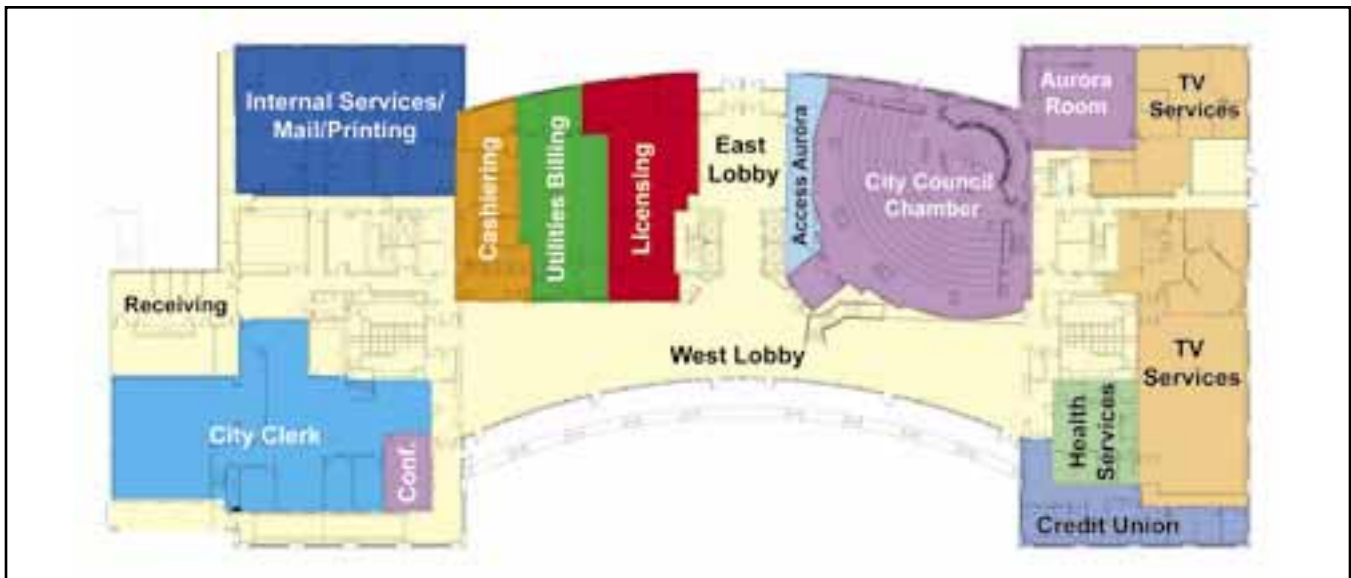 Internal Services/
Mail/Printing
Cashiering
Utilities Billing
Licensing
East
Lobby
Access Aurora
City Council
Chamber
Aurora
Room
TV
Services
Receiving
West Lobby
TV
Services
City Clerk
Conf.
Health
Services
Credit Union